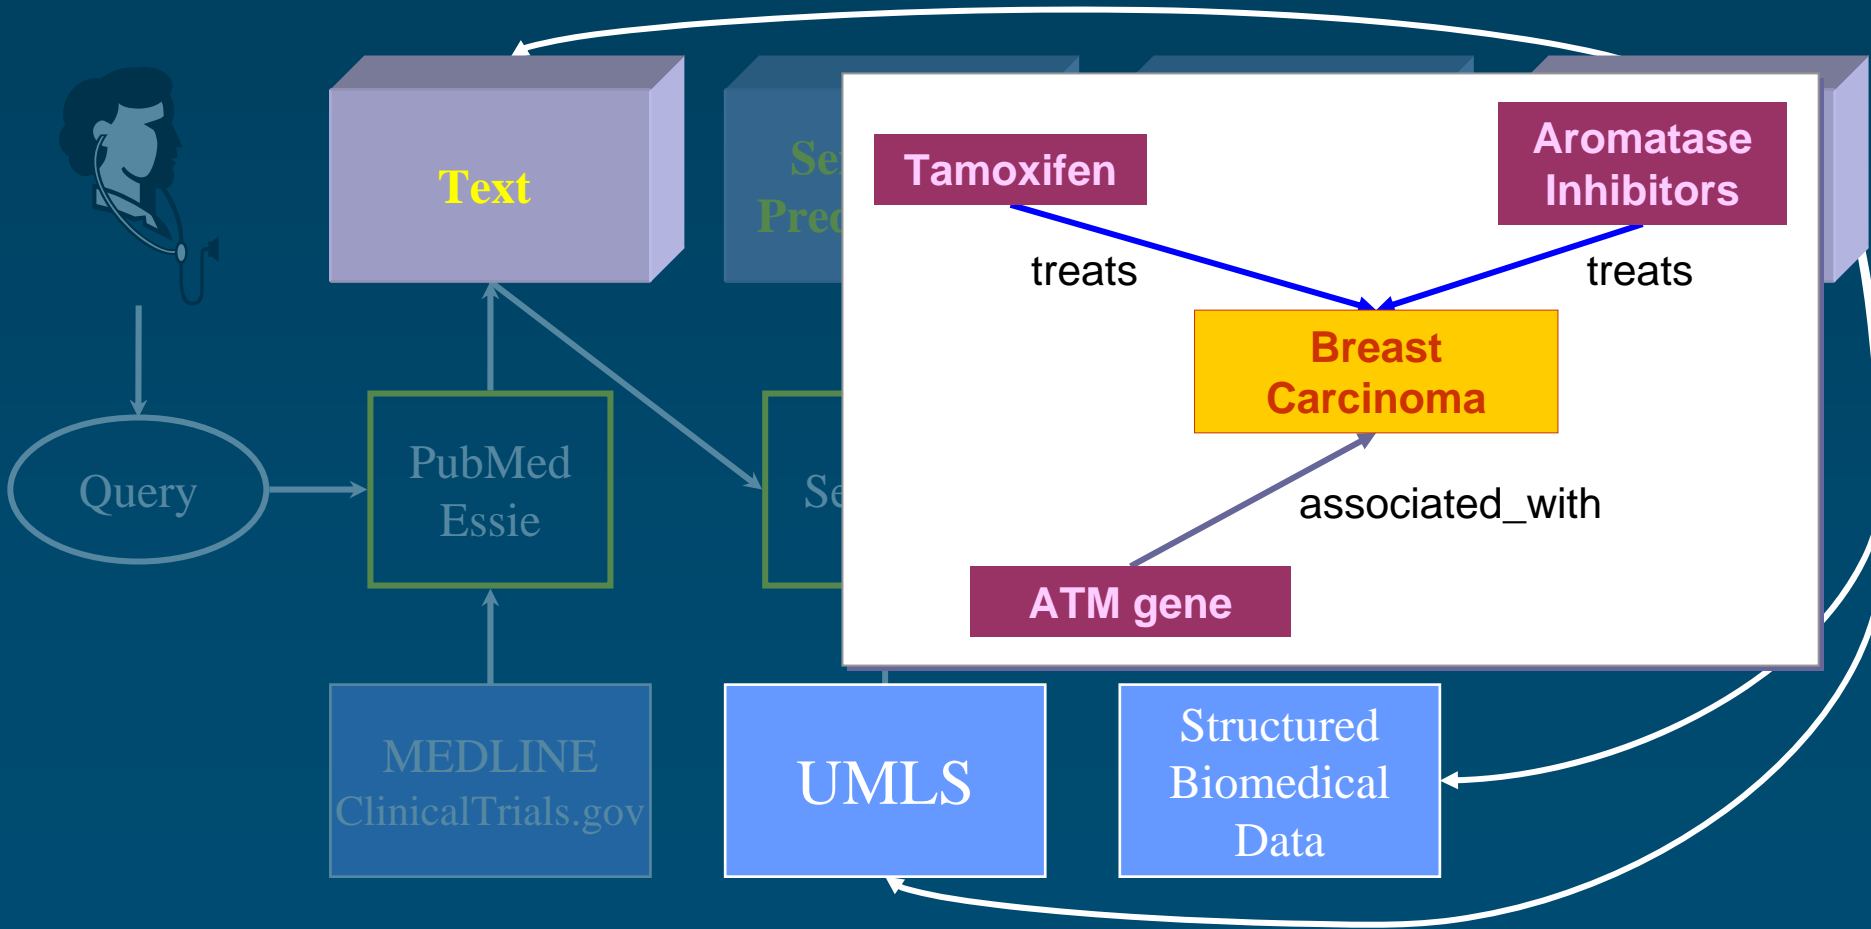 Text
Tamoxifen
Aromatase
Inhibitors
treats
treats
Breast
Carcinoma
associated_with
ATM gene
Query
PubMed
Essie
MEDLINE
ClinicalTrials.gov
UMLS
Structured
Biomedical
Data